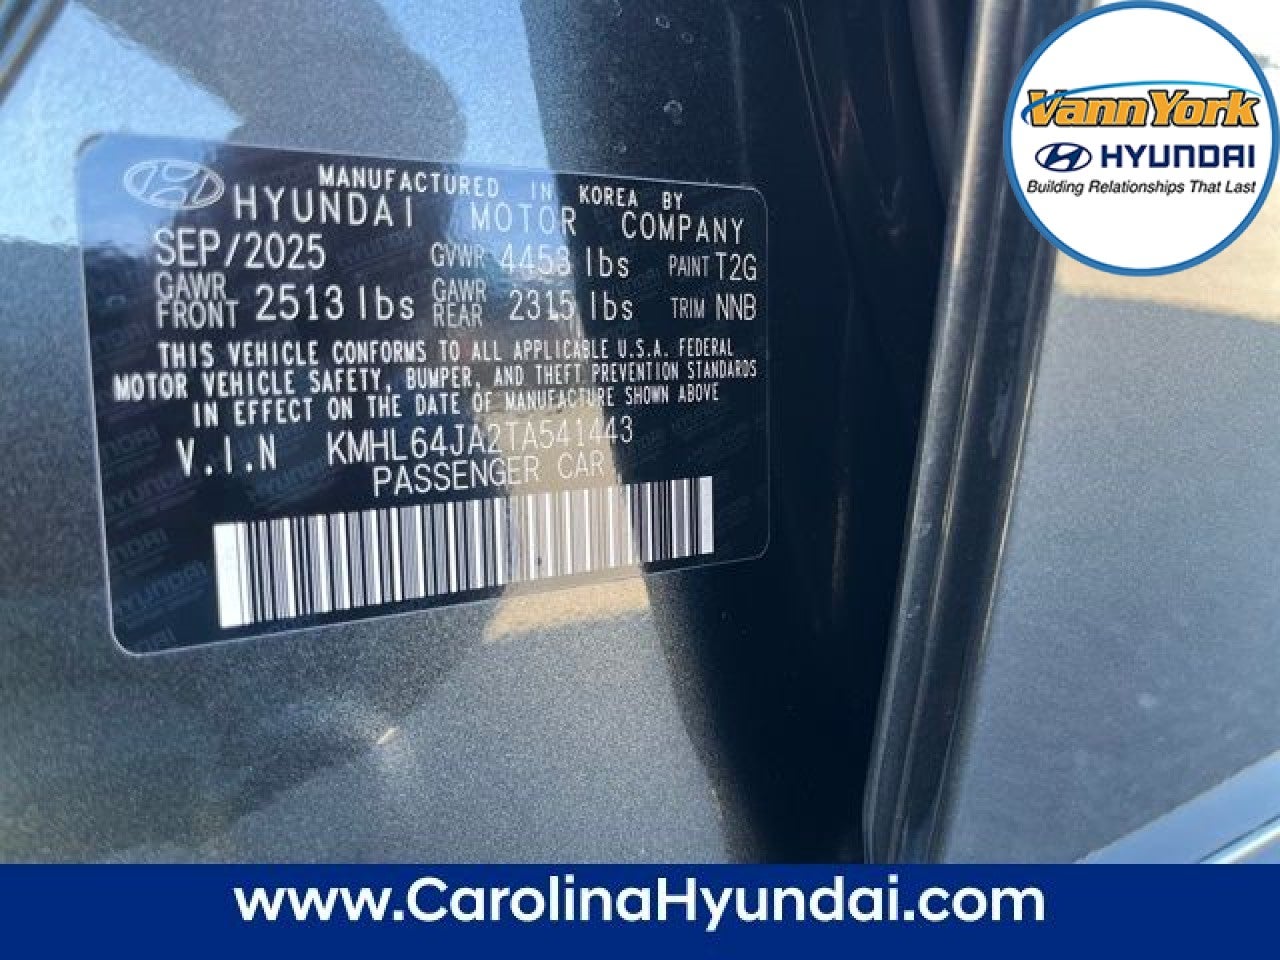 VannYork
HYUNDAI
Building Relationships That Last
MANUFACTURED IN KOREA BY
HYUNDAI MOTOR COMPANY
SEP/2025 GVWR 4453 lbs PAINT T2G
GAWR FRONT 2513 lbs GAWR REAR 2315 lbs TRIM NNB
THIS VEHICLE CONFORMS TO ALL APPLICABLE U.S.A. FEDERAL
MOTOR VEHICLE SAFETY, BUMPER, AND THEFT PREVENTION STANDARDS
IN EFFECT ON THE DATE OF MANUFACTURE SHOWN ABOVE
V.I.N KMHL64JA2TA541443
PASSENGER CAR
www.CarolinaHyundai.com